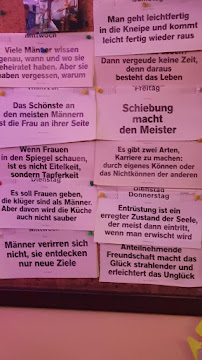 Mittwoch
Viele Männer wissen
genau, wann und wo sie
geheiratet haben. Aber sie
haben vergessen, warum
Das Schönste an
den meisten Männern
ist die Frau an ihrer Seite
Wenn Frauen
in den Spiegel schauen,
ist es nicht Eitelkeit,
sondern Tapferkeit
Dienstag
Es soll Frauen geben,
die klüger sind als Männer.
Aber davon wird die Küche
auch nicht sauber
Männer verirren sich
nicht, sie entdecken
nur neue Ziele
Man geht leichtfertig
in die Kneipe und kommt
leicht fertig wieder raus
Dann vergeude keine Zeit,
denn daraus
besteht das Leben
Freitag
Schiebung
macht
den Meister
Es gibt zwei Arten,
Karriere zu machen:
durch eigenes Können oder
das Nichtkönnen der anderen
Dienstag
Donnerstag
Entrüstung ist ein
erregter Zustand der Seele,
der meist dann eintritt,
wenn man erwischt wird
Anteilnehmende
Freundschaft macht das
Glück strahlender und
erleichtert das Unglück